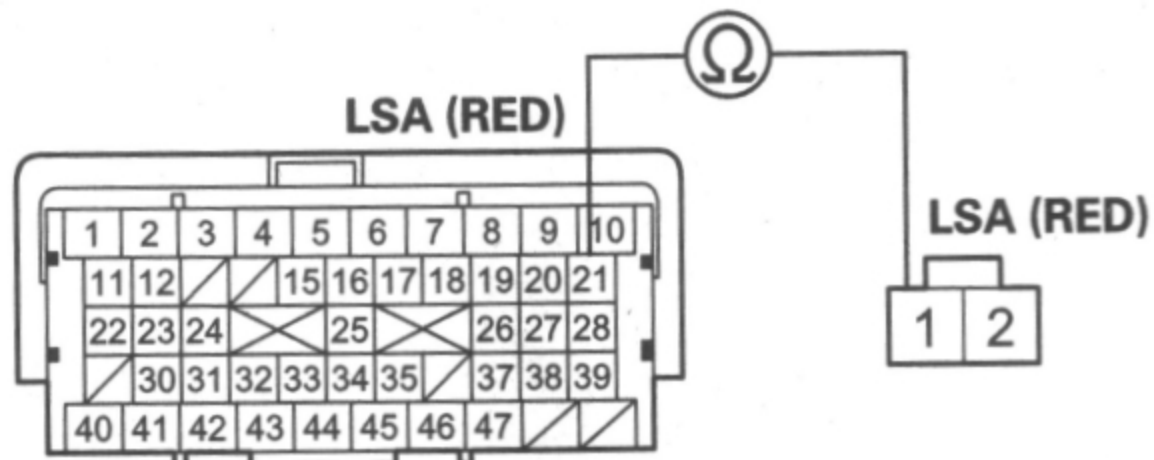 Ω
LSA (RED)
LSA (RED)
1 2 3 4 5 6 7 8 9 10
11 12 15 16 17 18 19 20 21
22 23 24 25 26 27 28
1 2
30 31 32 33 34 35 37 38 39
40 41 42 43 44 45 46 47